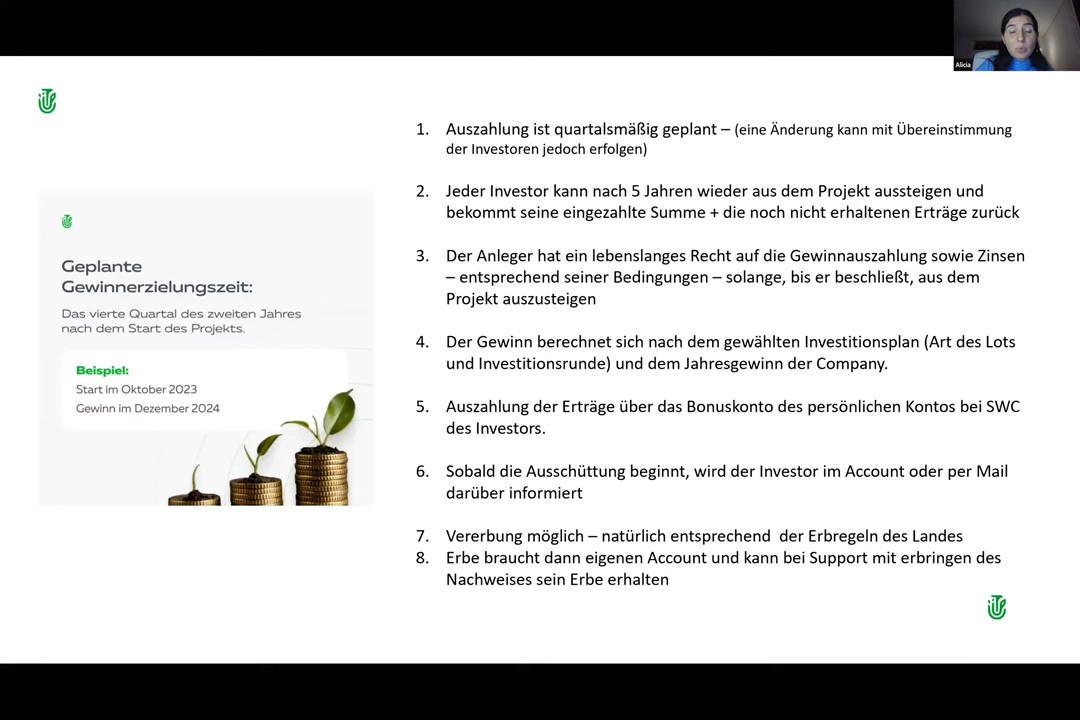 Alicia
1. Auszahlung ist quartalsmäßig geplant – (eine Änderung kann mit Übereinstimmung
der Investoren jedoch erfolgen)
2. Jeder Investor kann nach 5 Jahren wieder aus dem Projekt aussteigen und
bekommt seine eingezahlte Summe + die noch nicht erhaltenen Erträge zurück
3. Der Anleger hat ein lebenslanges Recht auf die Gewinnauszahlung sowie Zinsen
– entsprechend seiner Bedingungen – solange, bis er beschließt, aus dem
Projekt auszusteigen
4. Der Gewinn berechnet sich nach dem gewählten Investitionsplan (Art des Lots
und Investitionsrunde) und dem Jahresgewinn der Company.
5. Auszahlung der Erträge über das Bonuskonto des persönlichen Kontos bei SWC
des Investors.
6. Sobald die Ausschüttung beginnt, wird der Investor im Account oder per Mail
darüber informiert
7. Vererbung möglich – natürlich entsprechend  der Erbregeln des Landes
8. Erbe braucht dann eigenen Account und kann bei Support mit erbringen des
Nachweises sein Erbe erhalten
Geplante
Gewinnerzielungszeit:
Das vierte Quartal des zweiten Jahres
nach dem Start des Projekts.
Beispiel:
Start im Oktober 2023
Gewinn im Dezember 2024